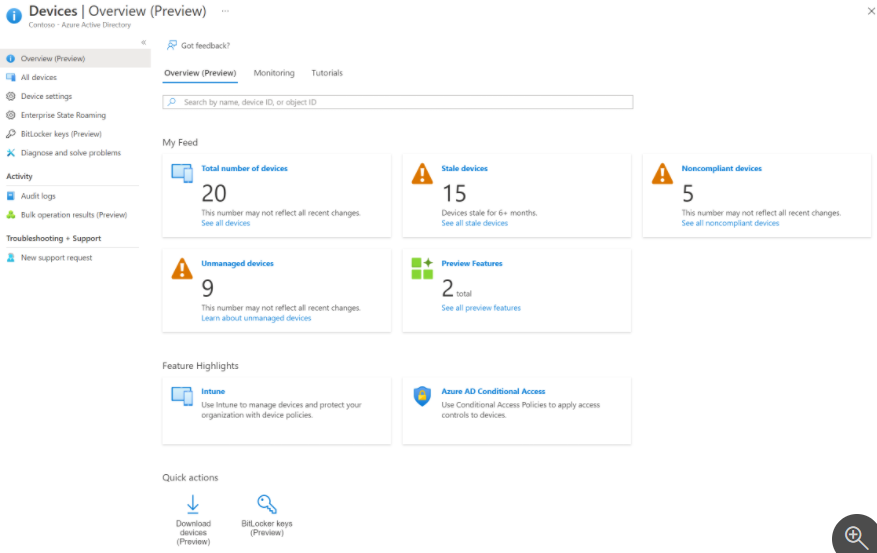 Devices | Overview (Preview) ...
Contoso - Azure Active Directory
Overview (Preview)
All devices
Device settings
Enterprise State Roaming
BitLocker keys (Preview)
Diagnose and solve problems
Activity
Audit logs
Bulk operation results (Preview)
Troubleshooting + Support
New support request
Got feedback?
Overview (Preview) Monitoring Tutorials
Search by name, device ID, or object ID
My Feed
Total number of devices
20
This number may not reflect all recent changes.
See all devices
Stale devices
15
Devices stale for 6+ months.
See all stale devices
Noncompliant devices
5
This number may not reflect all recent changes.
See all noncompliant devices
Unmanaged devices
9
This number may not reflect all recent changes.
Learn about unmanaged devices
Preview Features
2 total
See all preview features
Feature Highlights
Intune
Use Intune to manage devices and protect your
organization with device policies.
Azure AD Conditional Access
Use Conditional Access Policies to apply access
controls to devices.
Quick actions
Download
devices
(Preview)
BitLocker keys
(Preview)